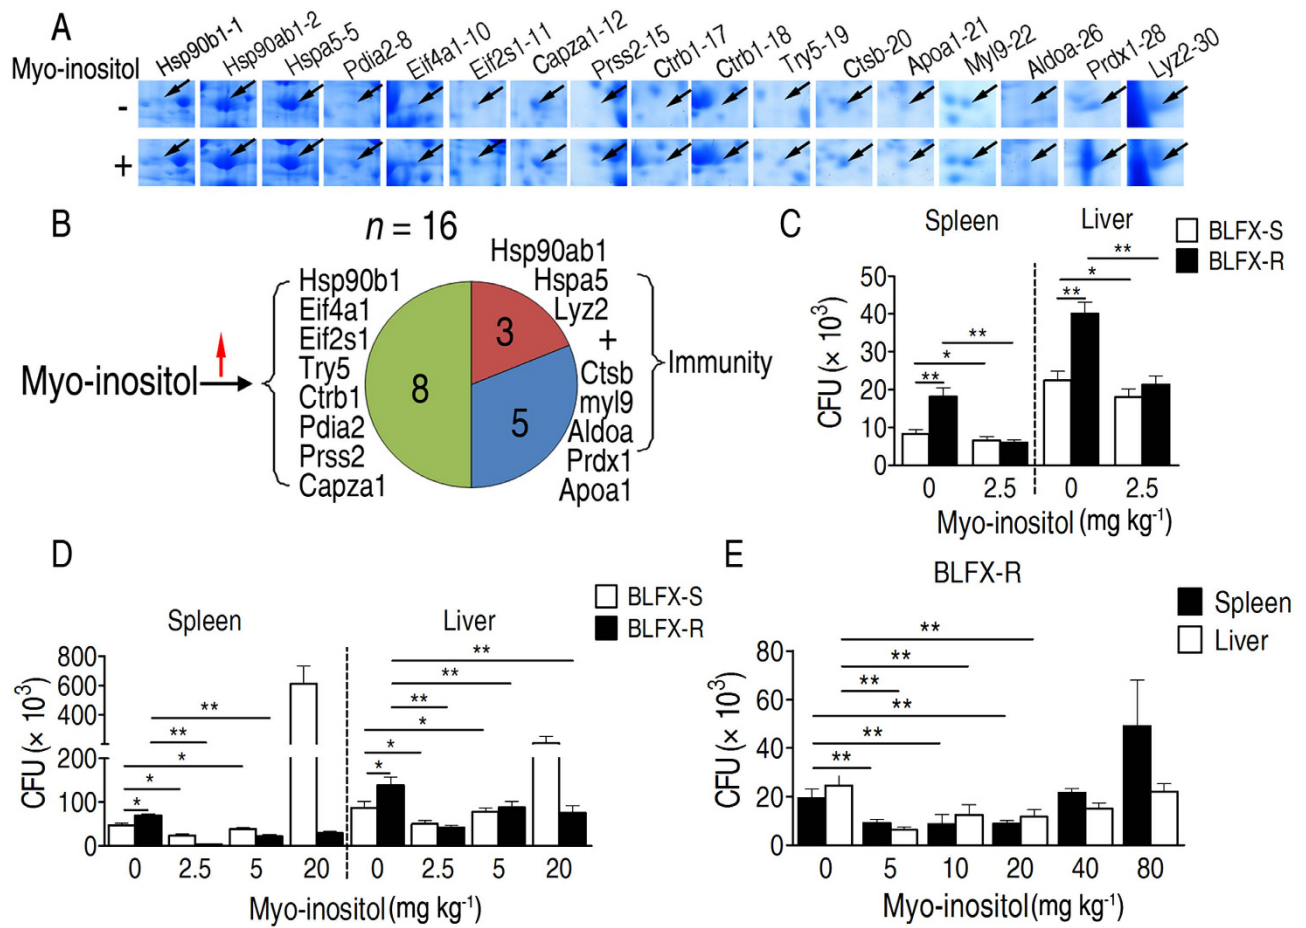 A
Myo-inositol
Hsp90b1-1
Hsp90ab1-2
Hspa5-5
Pdia2-8
Eif4a1-10
Eif2s1-11
Capza1-12
Prss2-15
Ctrb1-17
Ctrb1-18
Try5-19
Ctsb-20
Apoa1-21
Myl9-22
Aldoa-26
Prdx1-28
Lyz2-30
-
+
B
n = 16
Myo-inositol
Hsp90b1
Eif4a1
Eif2s1
Try5
Ctrb1
Pdia2
Prss2
Capza1
8
3
5
Hsp90ab1
Hspa5
Lyz2
+
Ctsb
myl9
Aldoa
Prdx1
Apoa1
Immunity
C
Spleen Liver
BLFX-S
BLFX-R
CFU (× 10³)
50
40
30
20
10
0
** * ** ** * **
0 2.5 0 2.5
Myo-inositol (mg kg⁻¹)
D
Spleen Liver
BLFX-S
BLFX-R
CFU (× 10³)
800
600
400
200
100
0
* * * ** **
* * * ** ** **
0 2.5 5 20 0 2.5 5 20
Myo-inositol (mg kg⁻¹)
E
BLFX-R
Spleen
Liver
CFU (× 10³)
80
60
40
20
0
**
**
**
**
**
**
0 5 10 20 40 80
Myo-inositol (mg kg⁻¹)